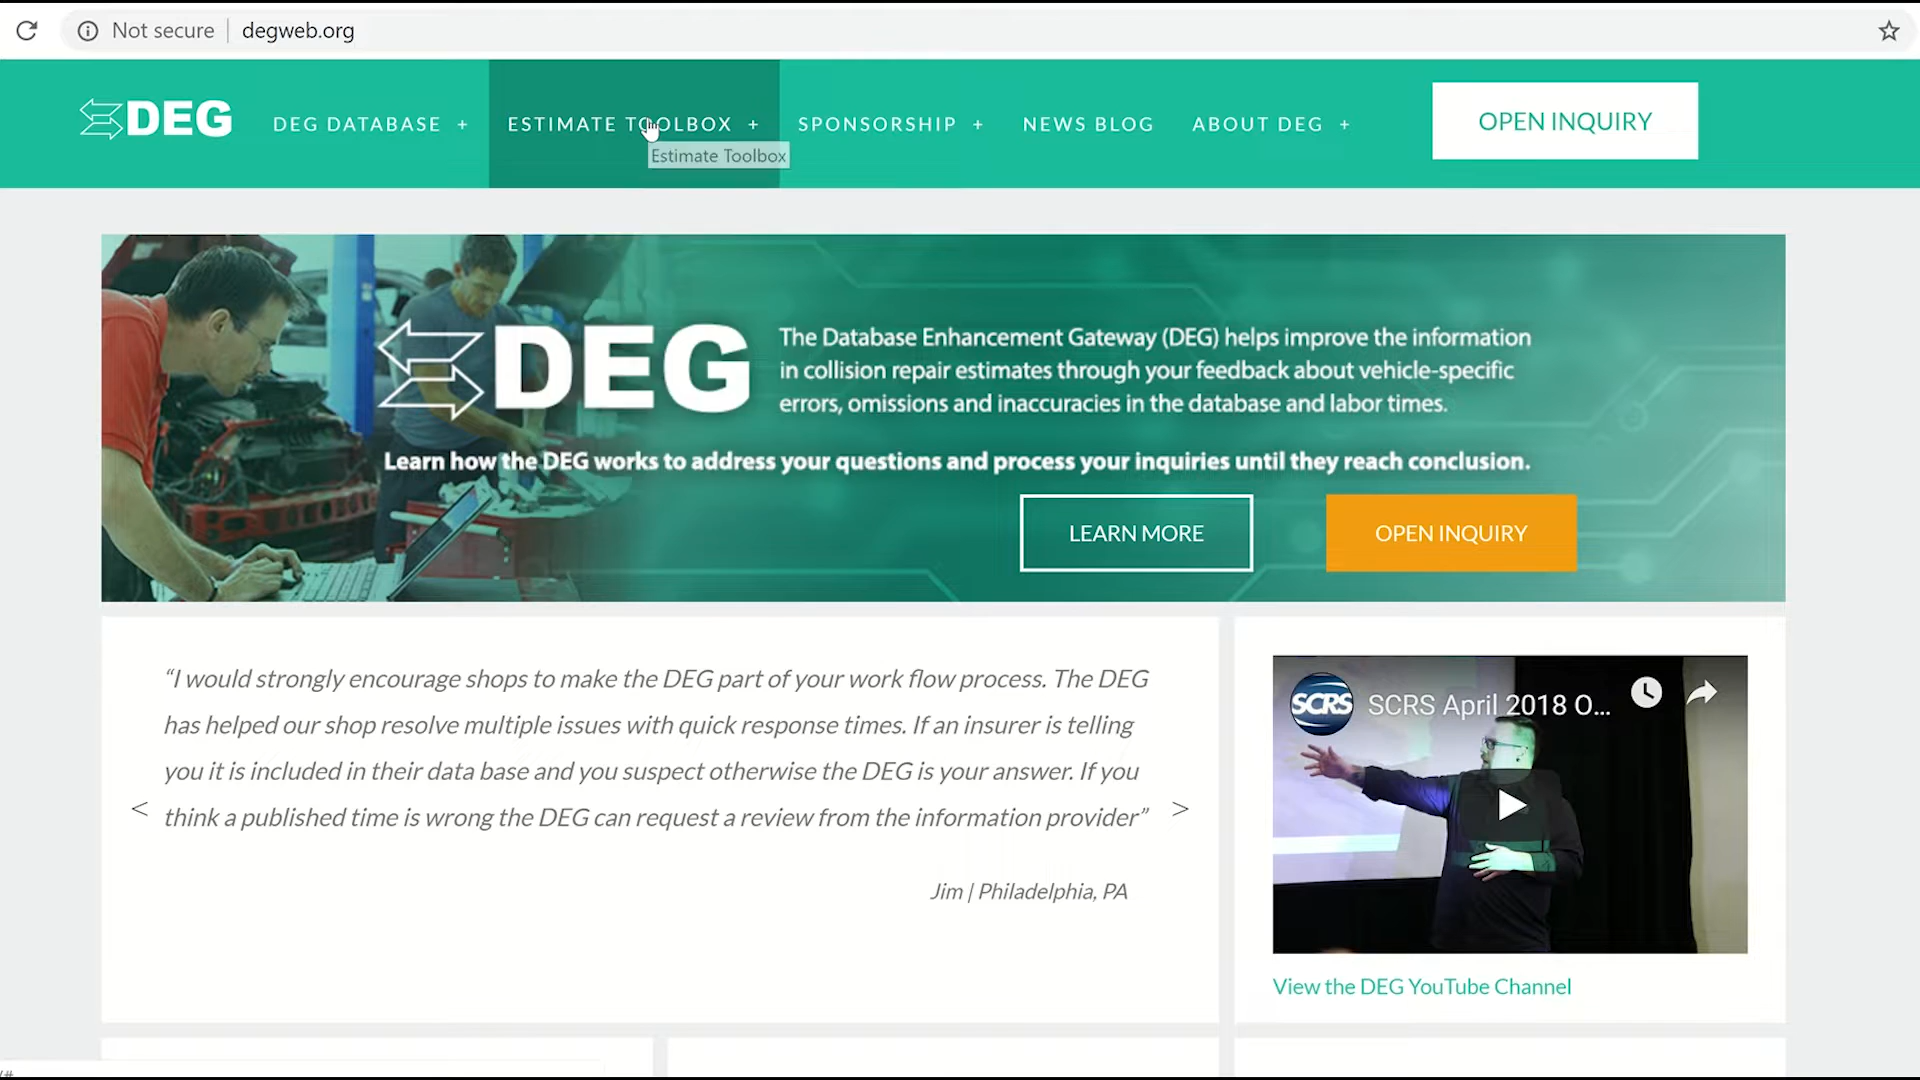 Not secure | degweb.org
DEG
DEG DATABASE +
ESTIMATE TOOLBOX +
SPONSORSHIP +
NEWS BLOG
ABOUT DEG +
OPEN INQUIRY
Estimate Toolbox
DEG
The Database Enhancement Gateway (DEG) helps improve the information
in collision repair estimates through your feedback about vehicle-specific
errors, omissions and inaccuracies in the database and labor times.
Learn how the DEG works to address your questions and process your inquiries until they reach conclusion.
LEARN MORE
OPEN INQUIRY
“I would strongly encourage shops to make the DEG part of your work flow process. The DEG
has helped our shop resolve multiple issues with quick response times. If an insurer is telling
you it is included in their data base and you suspect otherwise the DEG is your answer. If you
< think a published time is wrong the DEG can request a review from the information provider” >
Jim | Philadelphia, PA
SCRS
SCRS April 2018 O...
View the DEG YouTube Channel
/#